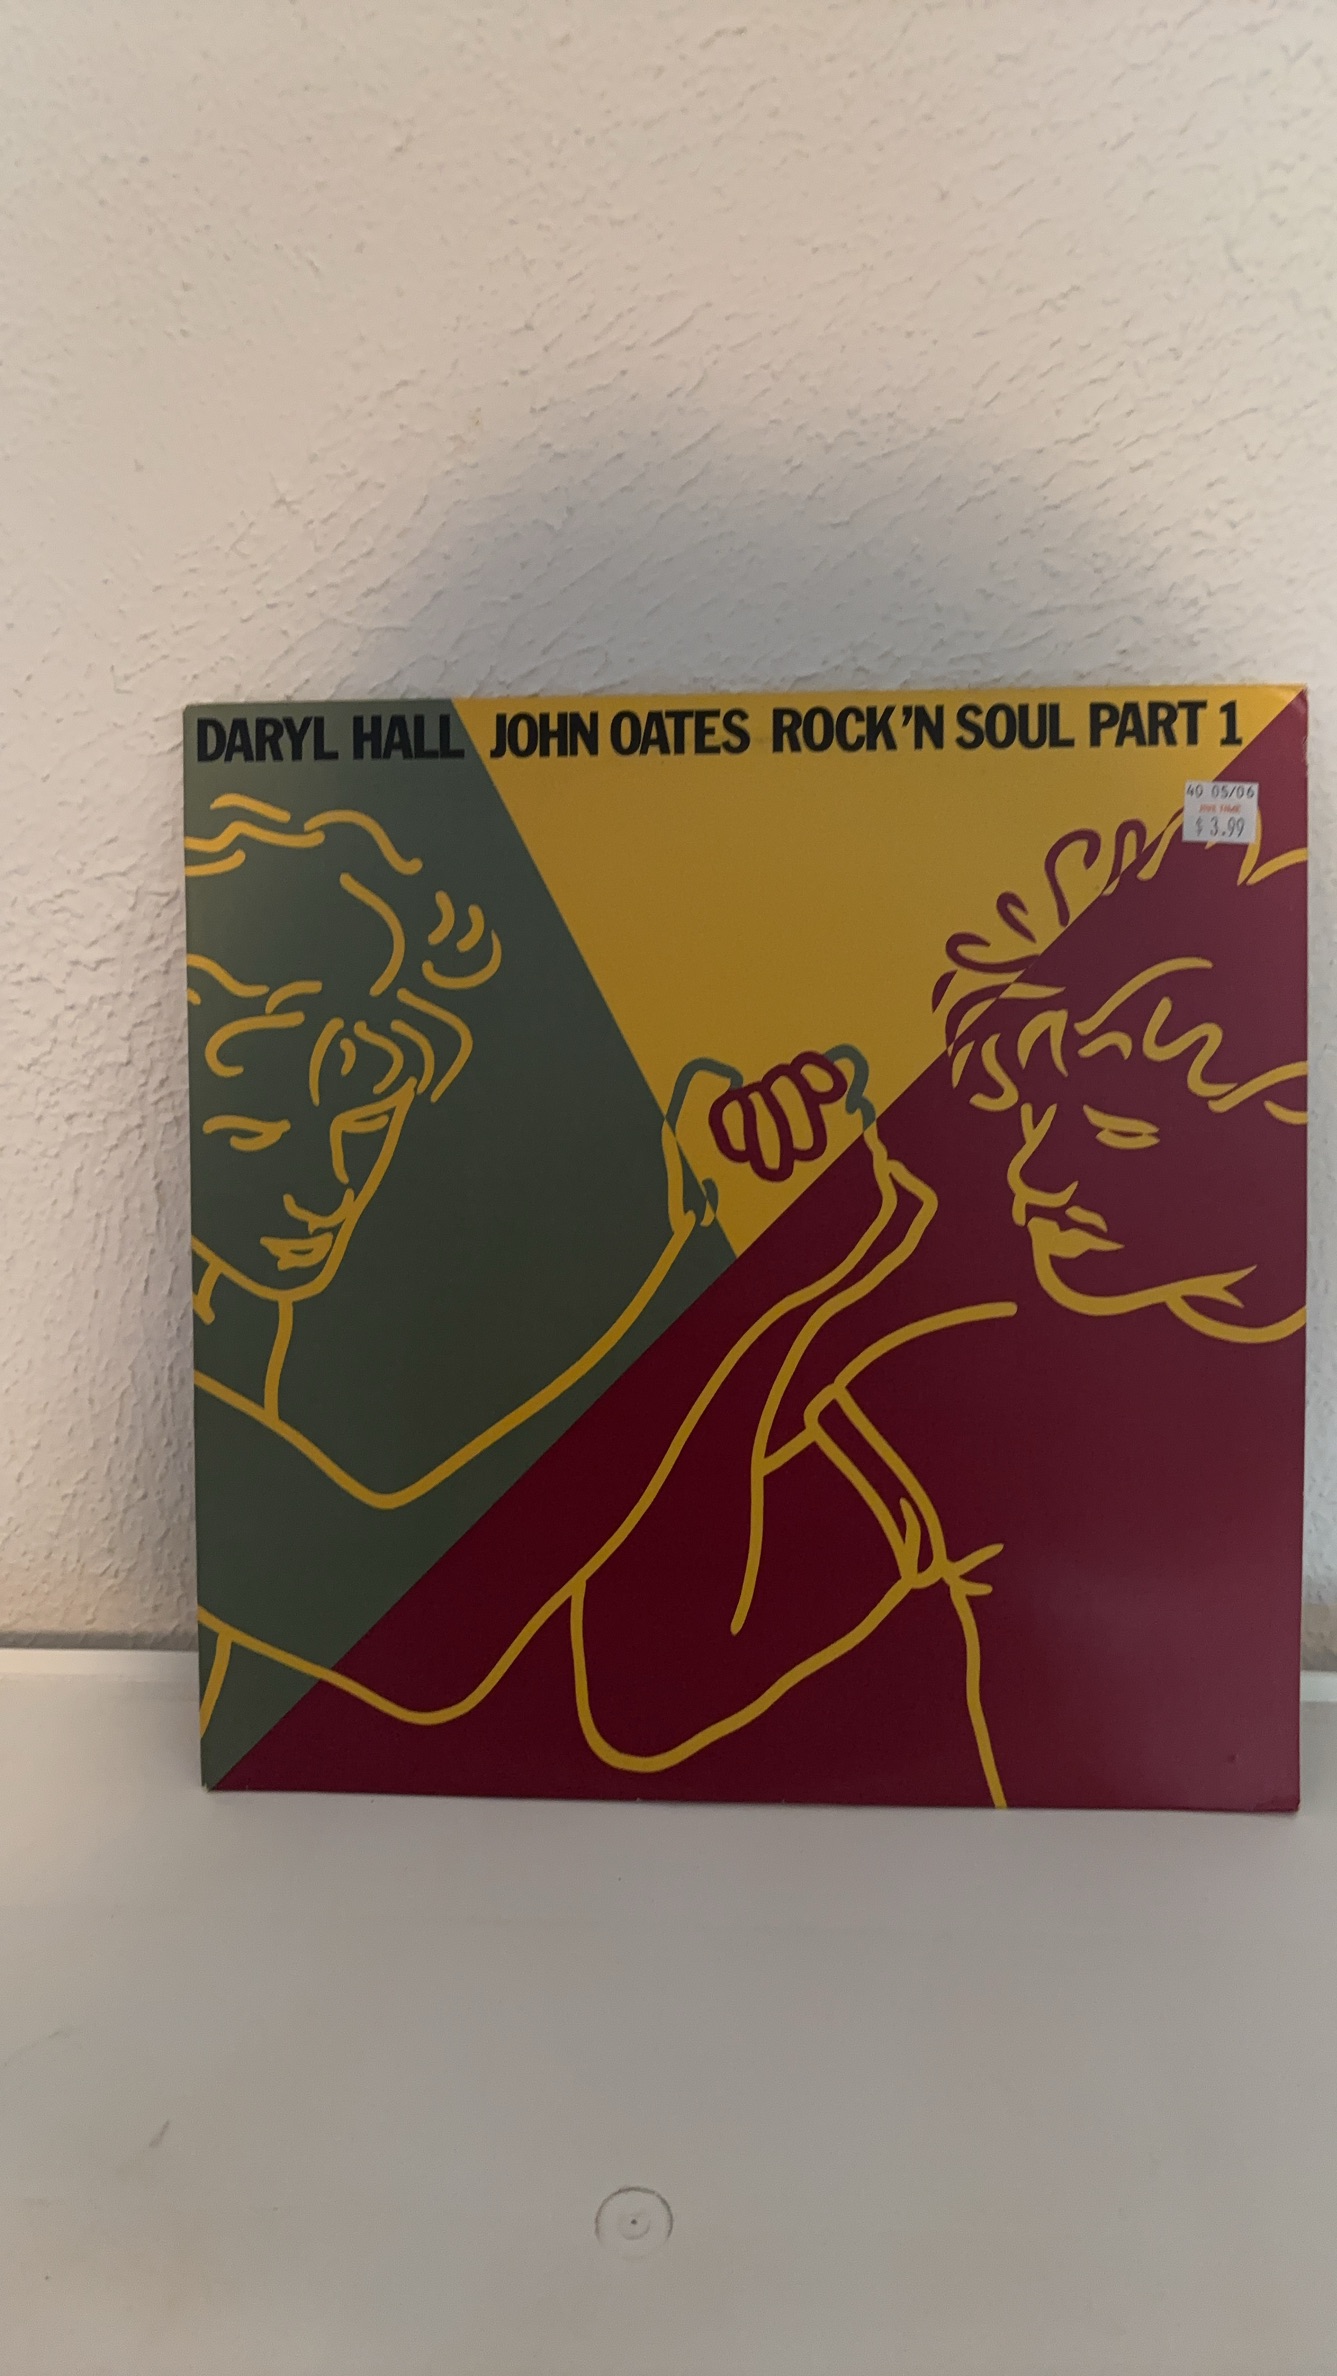 DARYL HALL JOHN OATES ROCK'N SOUL PART 1
40 05/06
$ 3.99